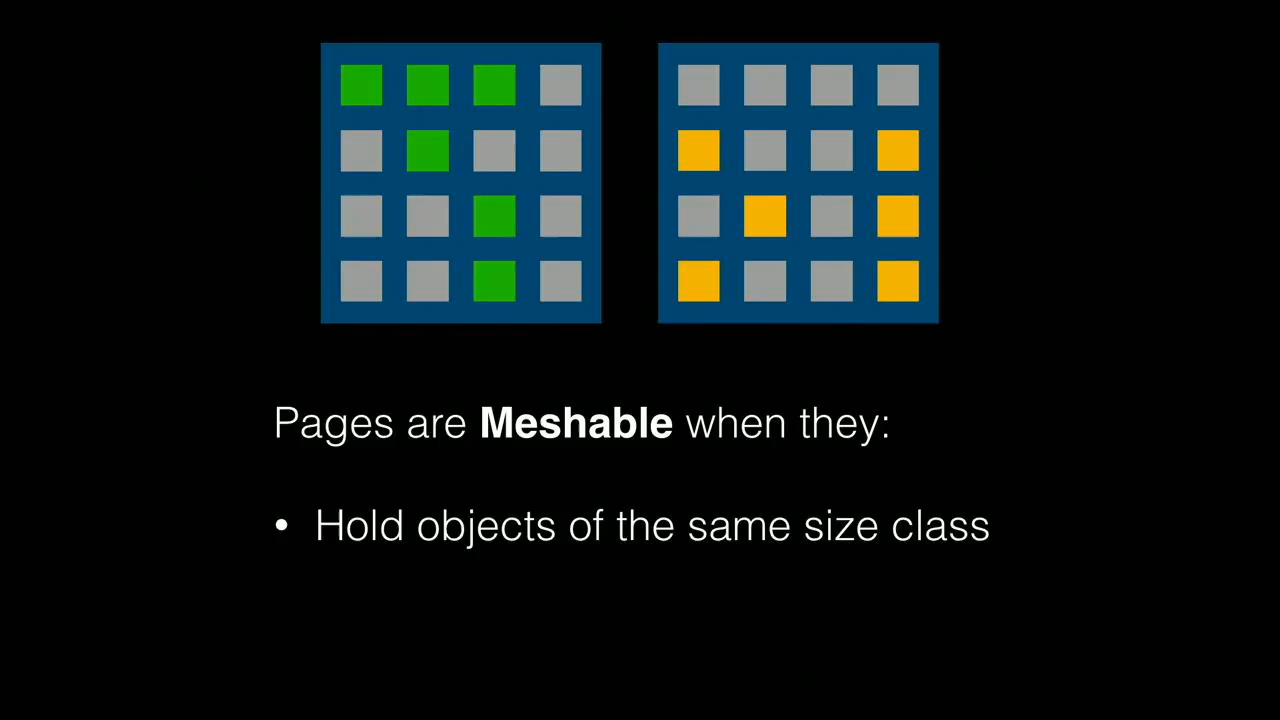 Pages are Meshable when they:
• Hold objects of the same size class